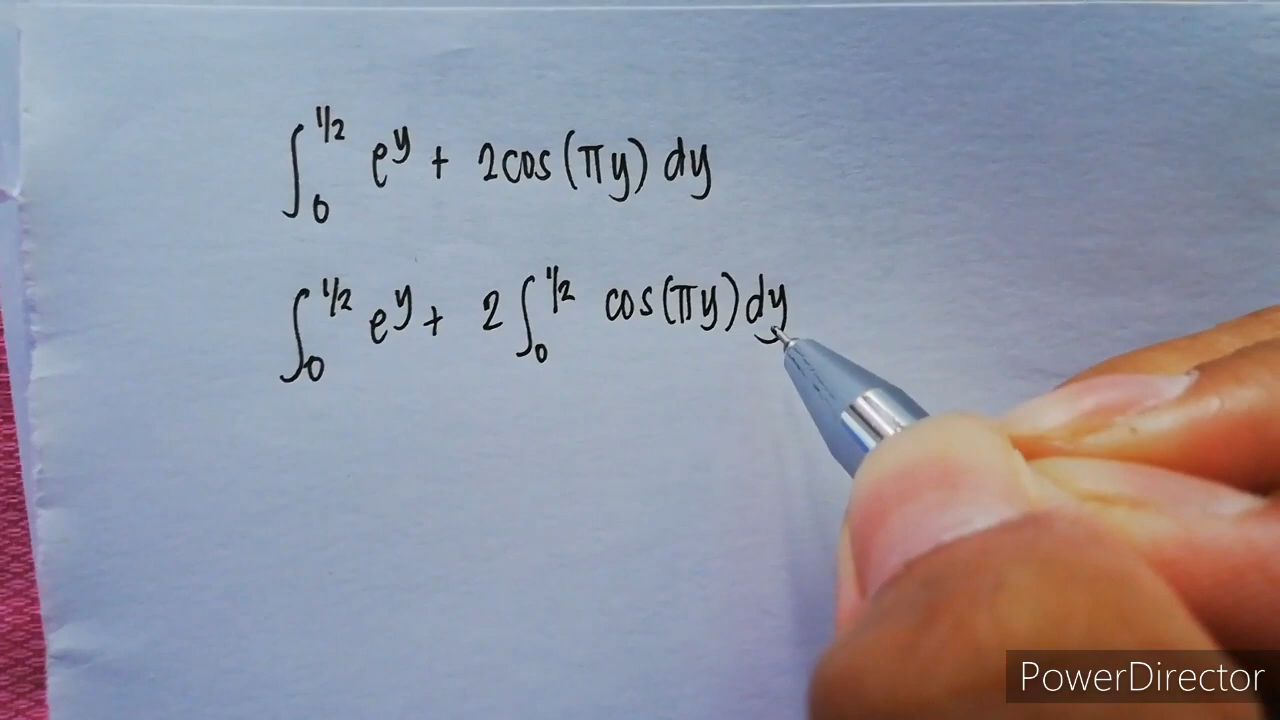 ∫₀^1/2 e^y + 2cos(πy) dy
∫₀^1/2 e^y + 2 ∫₀^1/2 cos(πy) dy
PowerDirector